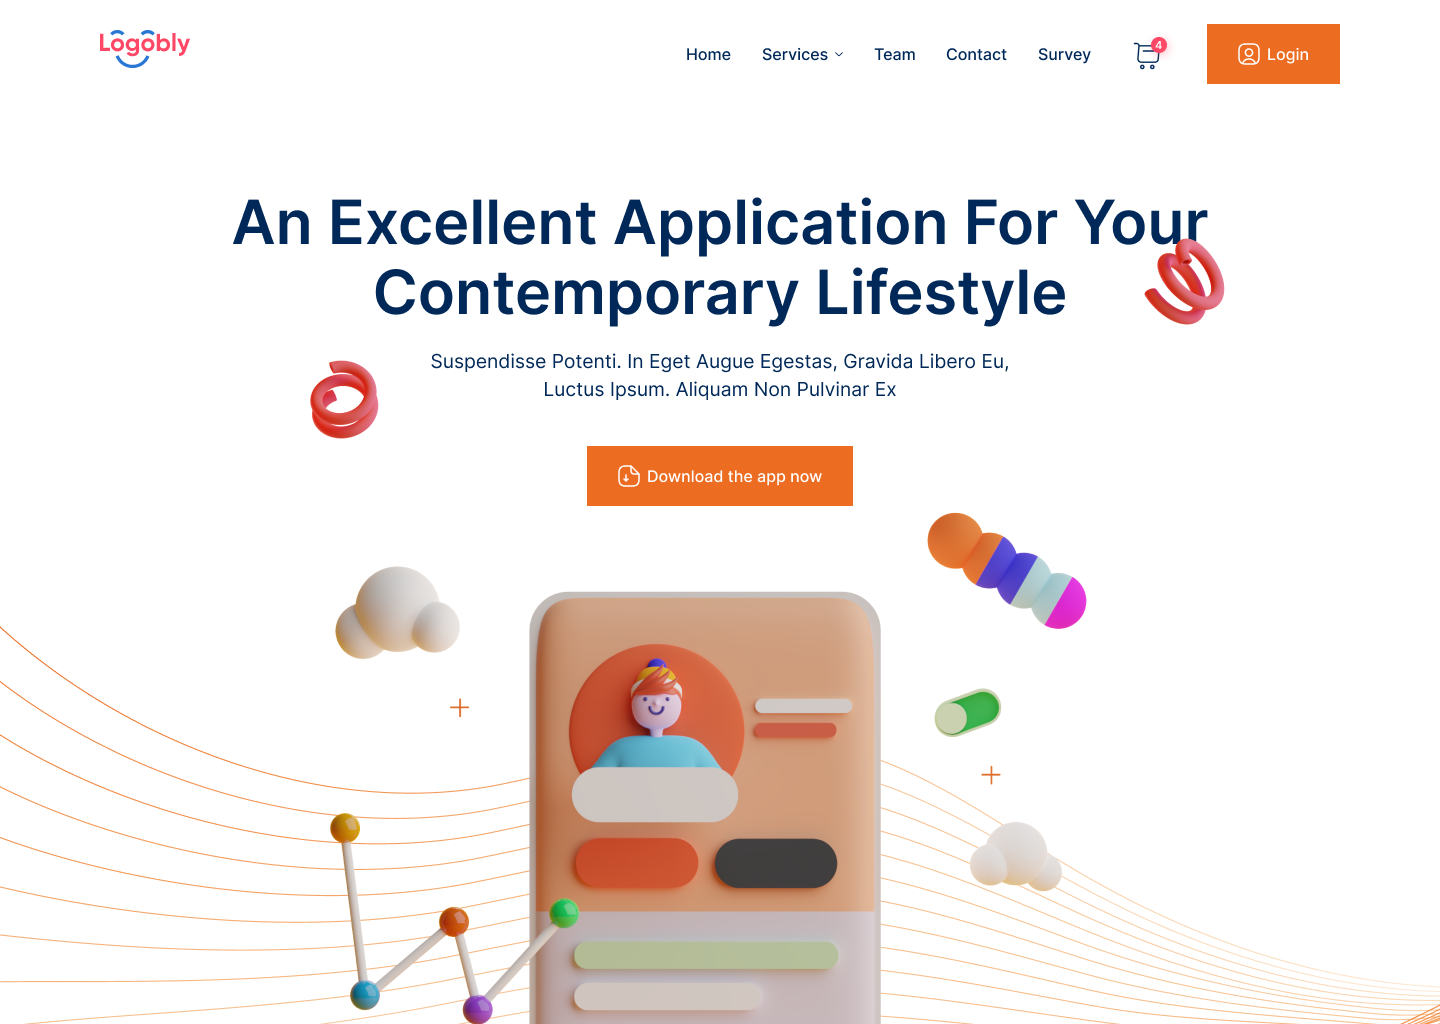 Logobly
Home Services Team Contact Survey 4 Login
An Excellent Application For Your
Contemporary Lifestyle
Suspendisse Potenti. In Eget Augue Egestas, Gravida Libero Eu,
Luctus Ipsum. Aliquam Non Pulvinar Ex
Download the app now